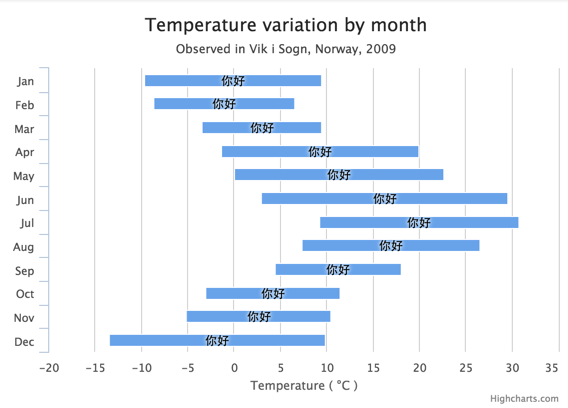 Temperature variation by month
Observed in Vik i Sogn, Norway, 2009
Jan 你好
Feb 你好
Mar 你好
Apr 你好
May 你好
Jun 你好
Jul 你好
Aug 你好
Sep 你好
Oct 你好
Nov 你好
Dec 你好
-20 -15 -10 -5 0 5 10 15 20 25 30 35
Temperature ( °C )
Highcharts.com